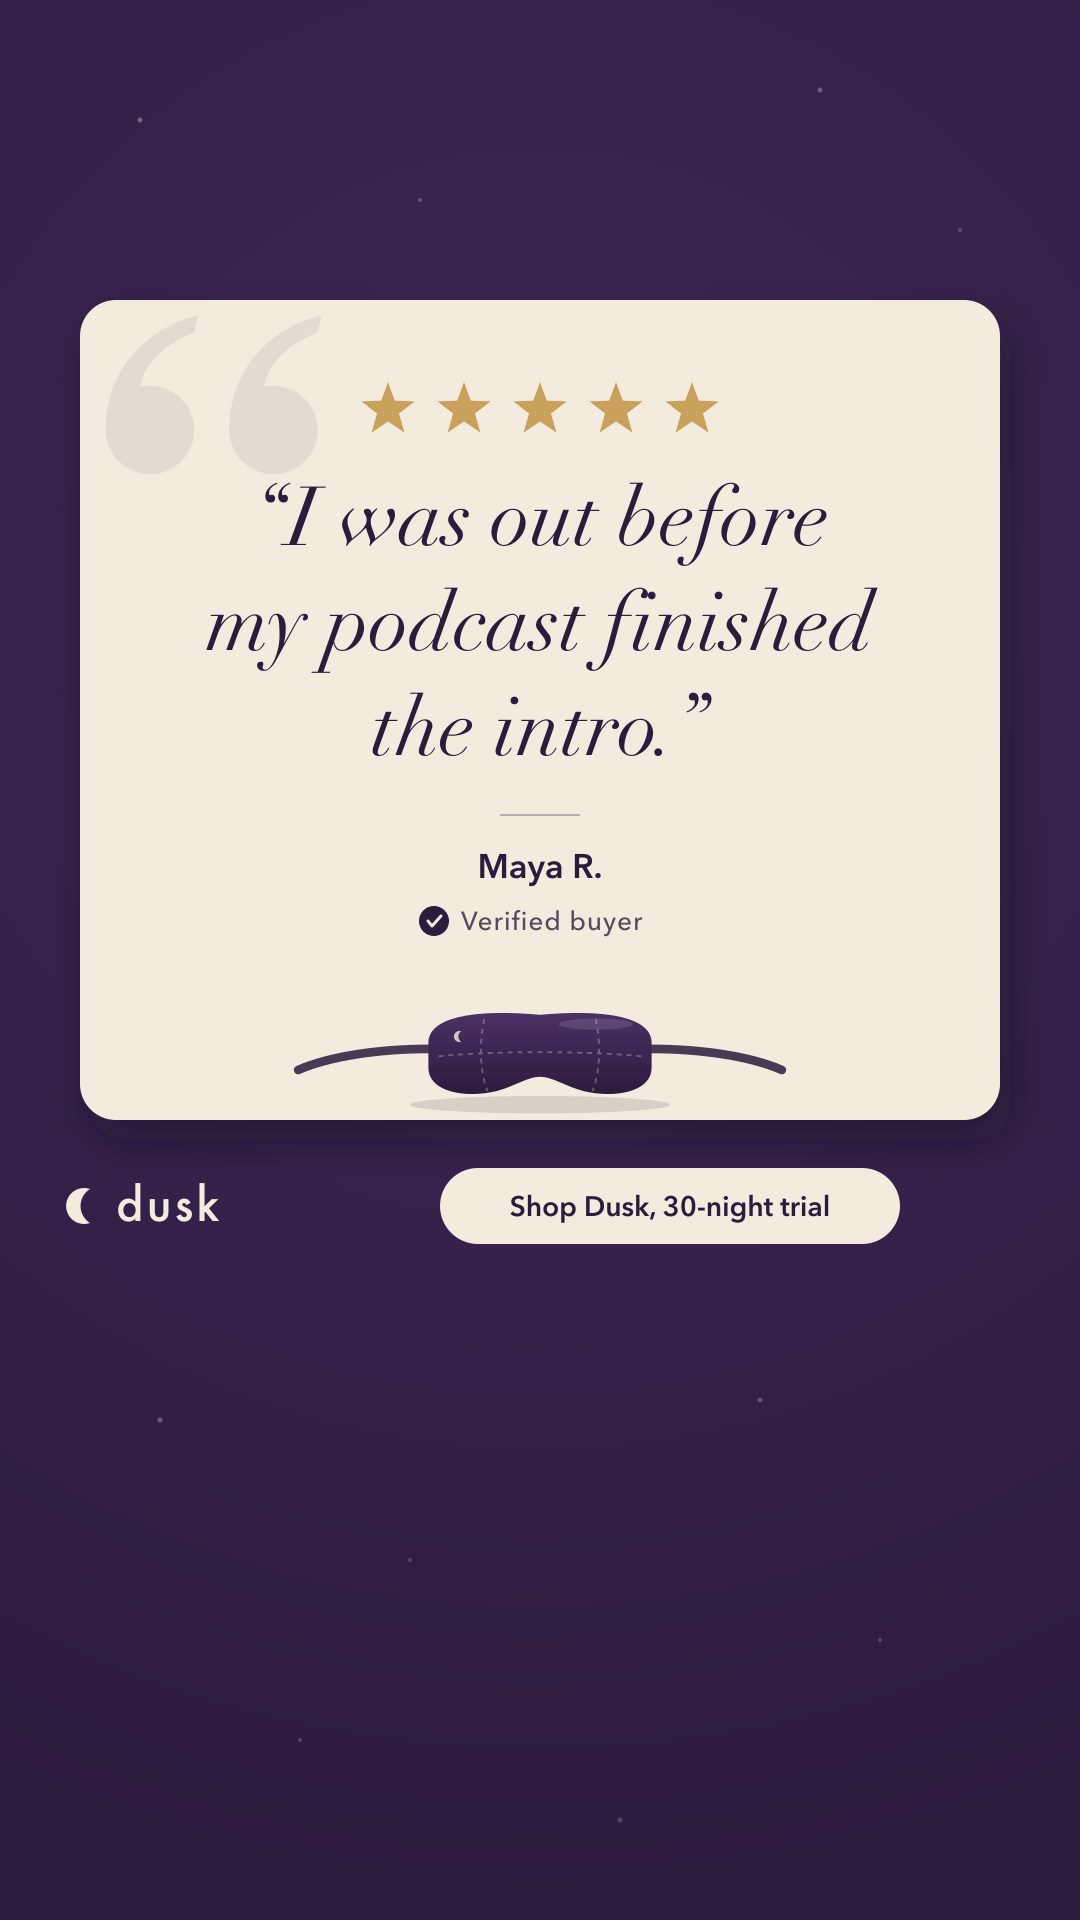 “I was out before
my podcast finished
the intro.”
Maya R.
Verified buyer
dusk
Shop Dusk, 30-night trial